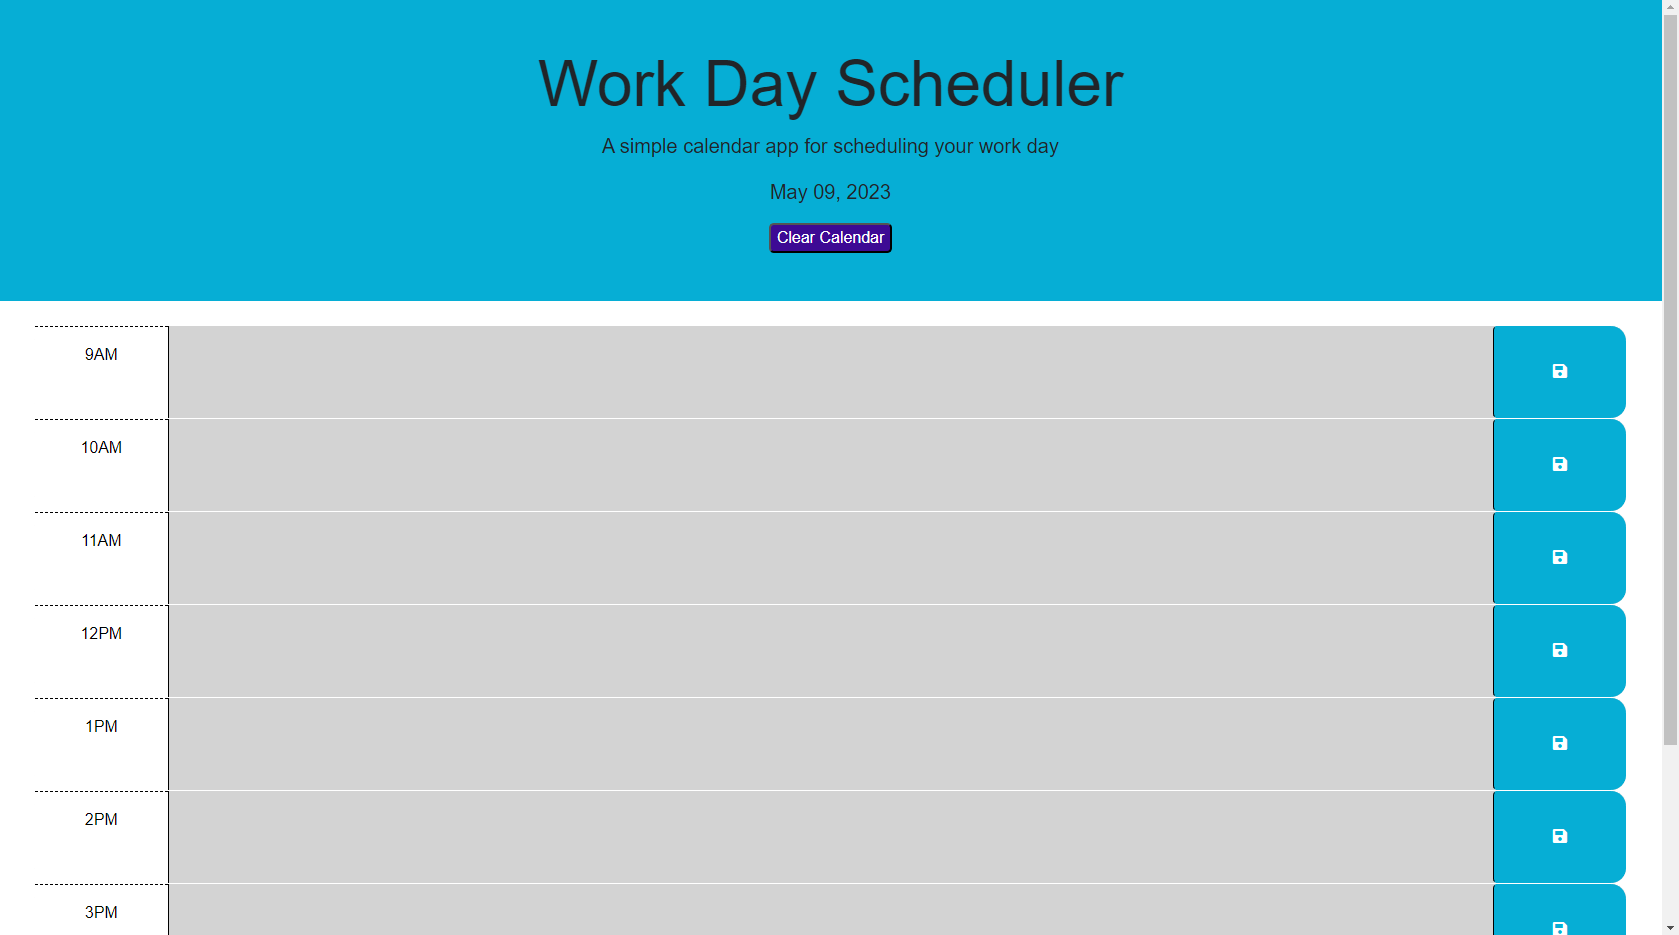 Work Day Scheduler
A simple calendar app for scheduling your work day
May 09, 2023
Clear Calendar
9AM
10AM
11AM
12PM
1PM
2PM
3PM